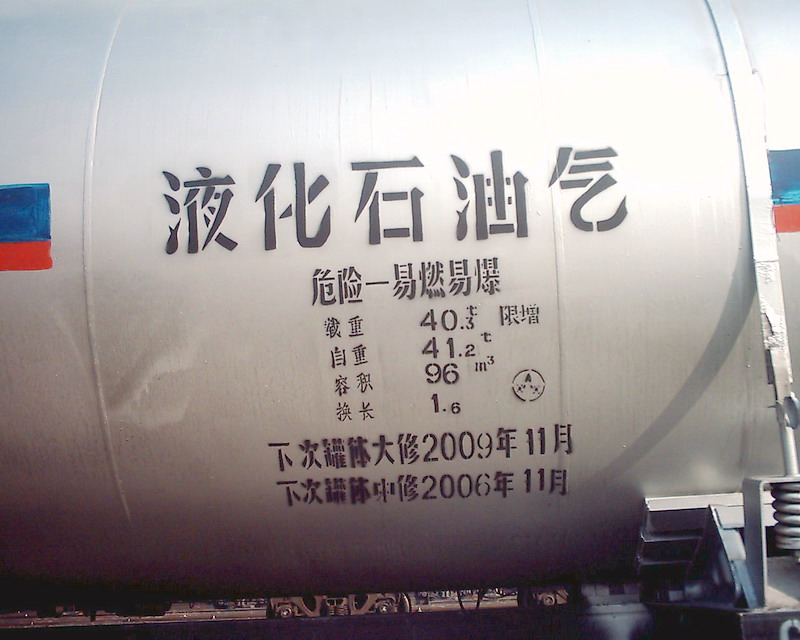 液化石油气
危险—易燃易爆
载重 40.3t 限增
自重 41.2t
容积 96m³
换长 1.6
下次罐体大修2009年11月
下次罐体中修2006年11月